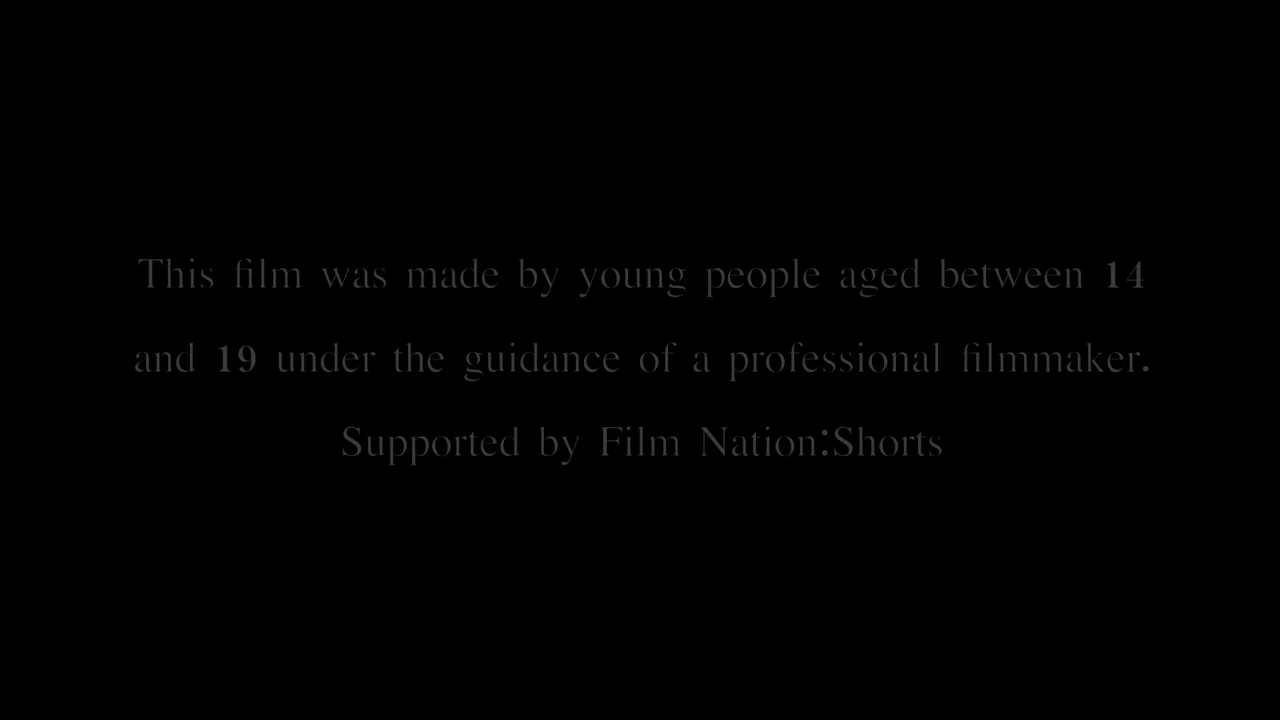 This film was made by young people aged between 14
and 19 under the guidance of a professional filmmaker.
Supported by Film Nation:Shorts